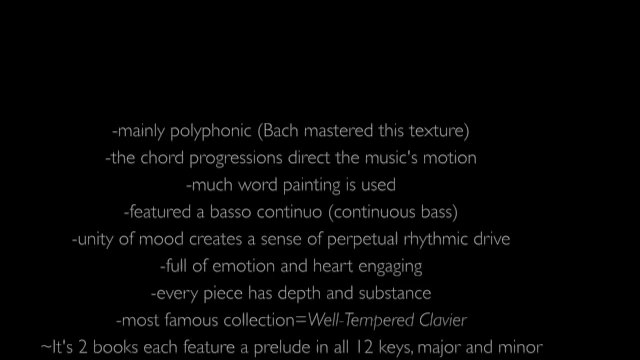 -mainly polyphonic (Bach mastered this texture)
-the chord progressions direct the music's motion
-much word painting is used
-featured a basso continuo (continuous bass)
-unity of mood creates a sense of perpetual rhythmic drive
-full of emotion and heart engaging
-every piece has depth and substance
-most famous collection=Well-Tempered Clavier
~It's 2 books each feature a prelude in all 12 keys, major and minor